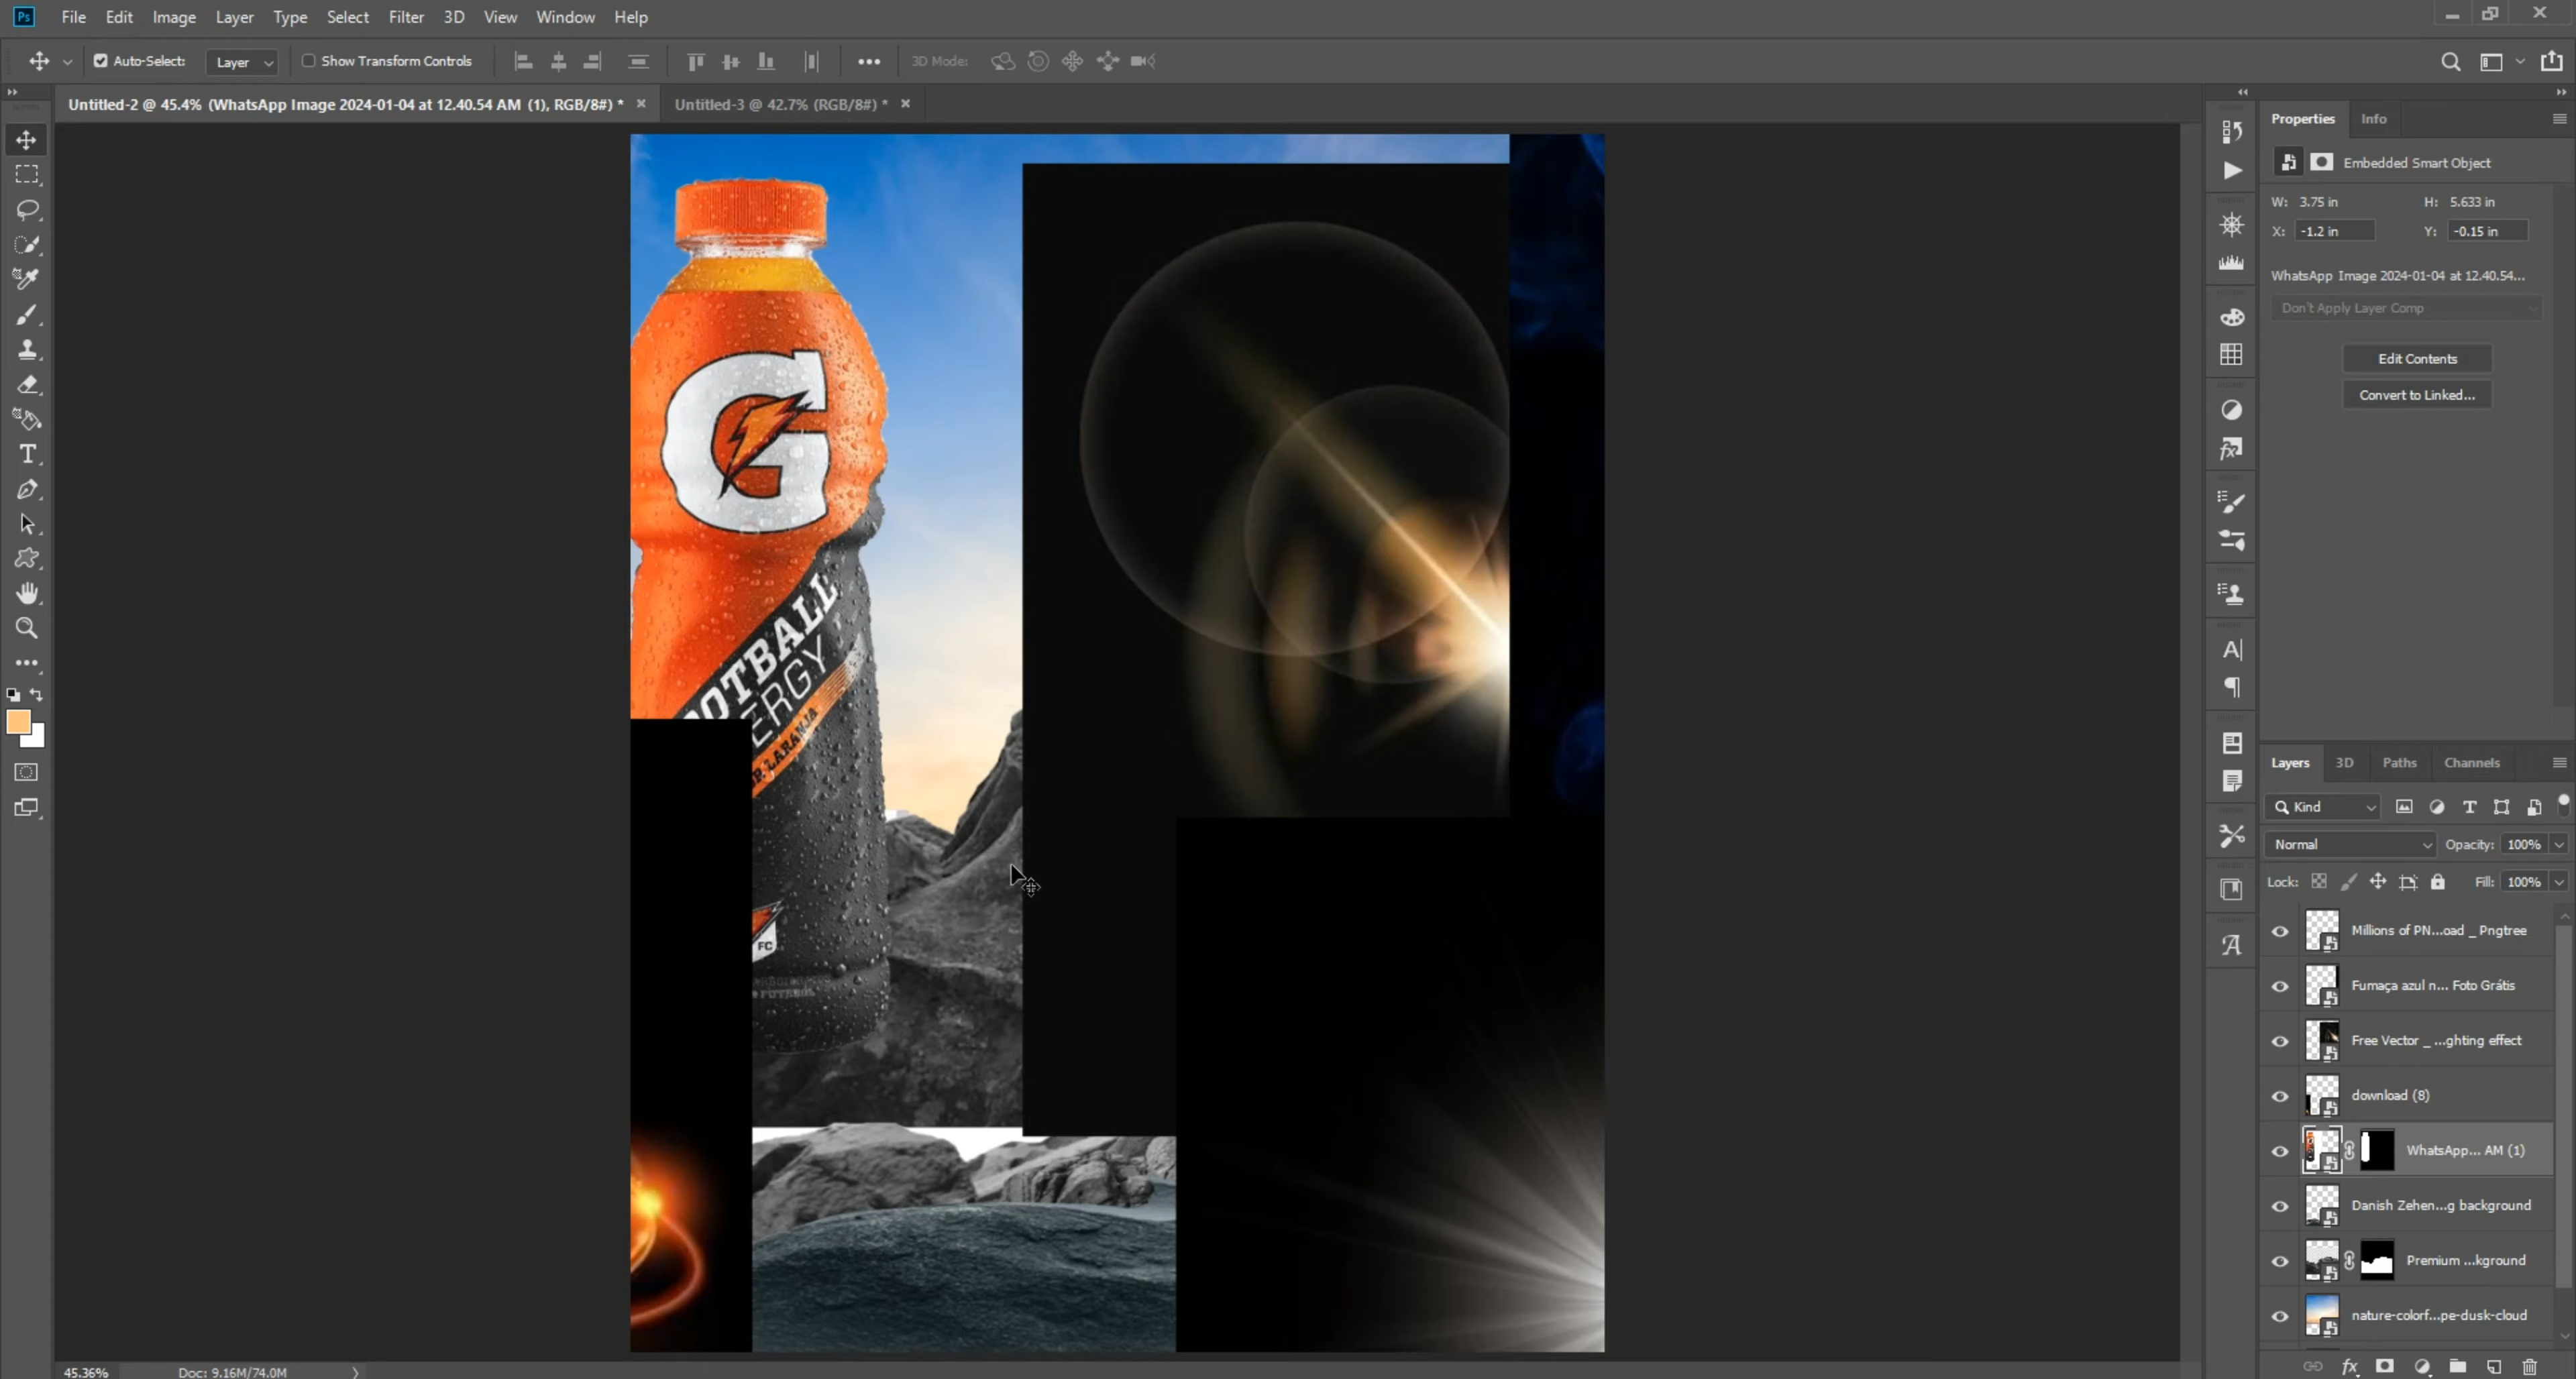 Ps File Edit Image Layer Type Select Filter 3D View Window Help
Auto-Select: Layer Show Transform Controls 3D Mode:
Untitled-2 @ 45.4% (WhatsApp Image 2024-01-04 at 12.40.54 AM (1), RGB/8#) * × Untitled-3 @ 42.7% (RGB/8#) * ×
Properties Info
Embedded Smart Object
W: 3.75 in H: 5.633 in
X: -1.2 in Y: -0.15 in
WhatsApp Image 2024-01-04 at 12.40.54...
Don't Apply Layer Comp
Edit Contents
Convert to Linked...
G
OTBALL
ERGY
R LARANJA
FC
Layers 3D Paths Channels
Kind
Normal Opacity: 100%
Lock: Fill: 100%
Millions of PN...oad _ Pngtree
Fumaça azul n... Foto Grátis
Free Vector _ ...ghting effect
download (8)
WhatsApp... AM (1)
Danish Zehen...g background
Premium ...kground
nature-colorf...pe-dusk-cloud
45.36% Doc: 9.16M/74.0M